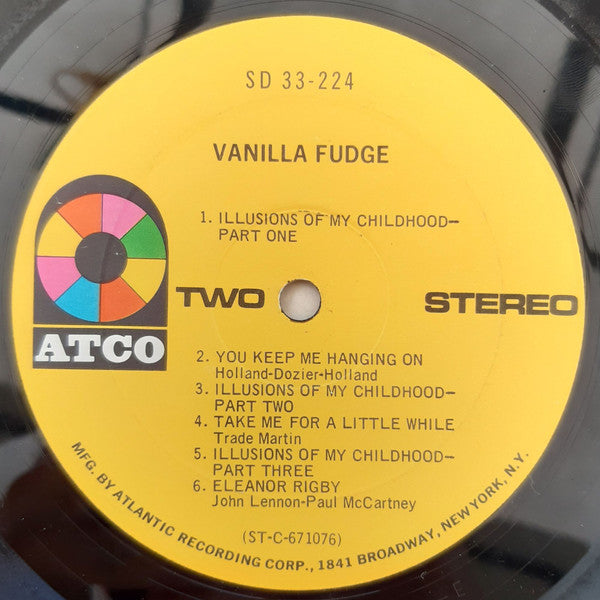 SD 33-224
VANILLA FUDGE
1. ILLUSIONS OF MY CHILDHOOD—
PART ONE
TWO
STEREO
ATCO
2. YOU KEEP ME HANGING ON
Holland-Dozier-Holland
3. ILLUSIONS OF MY CHILDHOOD—
PART TWO
4. TAKE ME FOR A LITTLE WHILE
Trade Martin
5. ILLUSIONS OF MY CHILDHOOD—
PART THREE
6. ELEANOR RIGBY
John Lennon-Paul McCartney
(ST-C-671076)
MFG. BY ATLANTIC RECORDING CORP., 1841 BROADWAY, NEW YORK, N.Y.